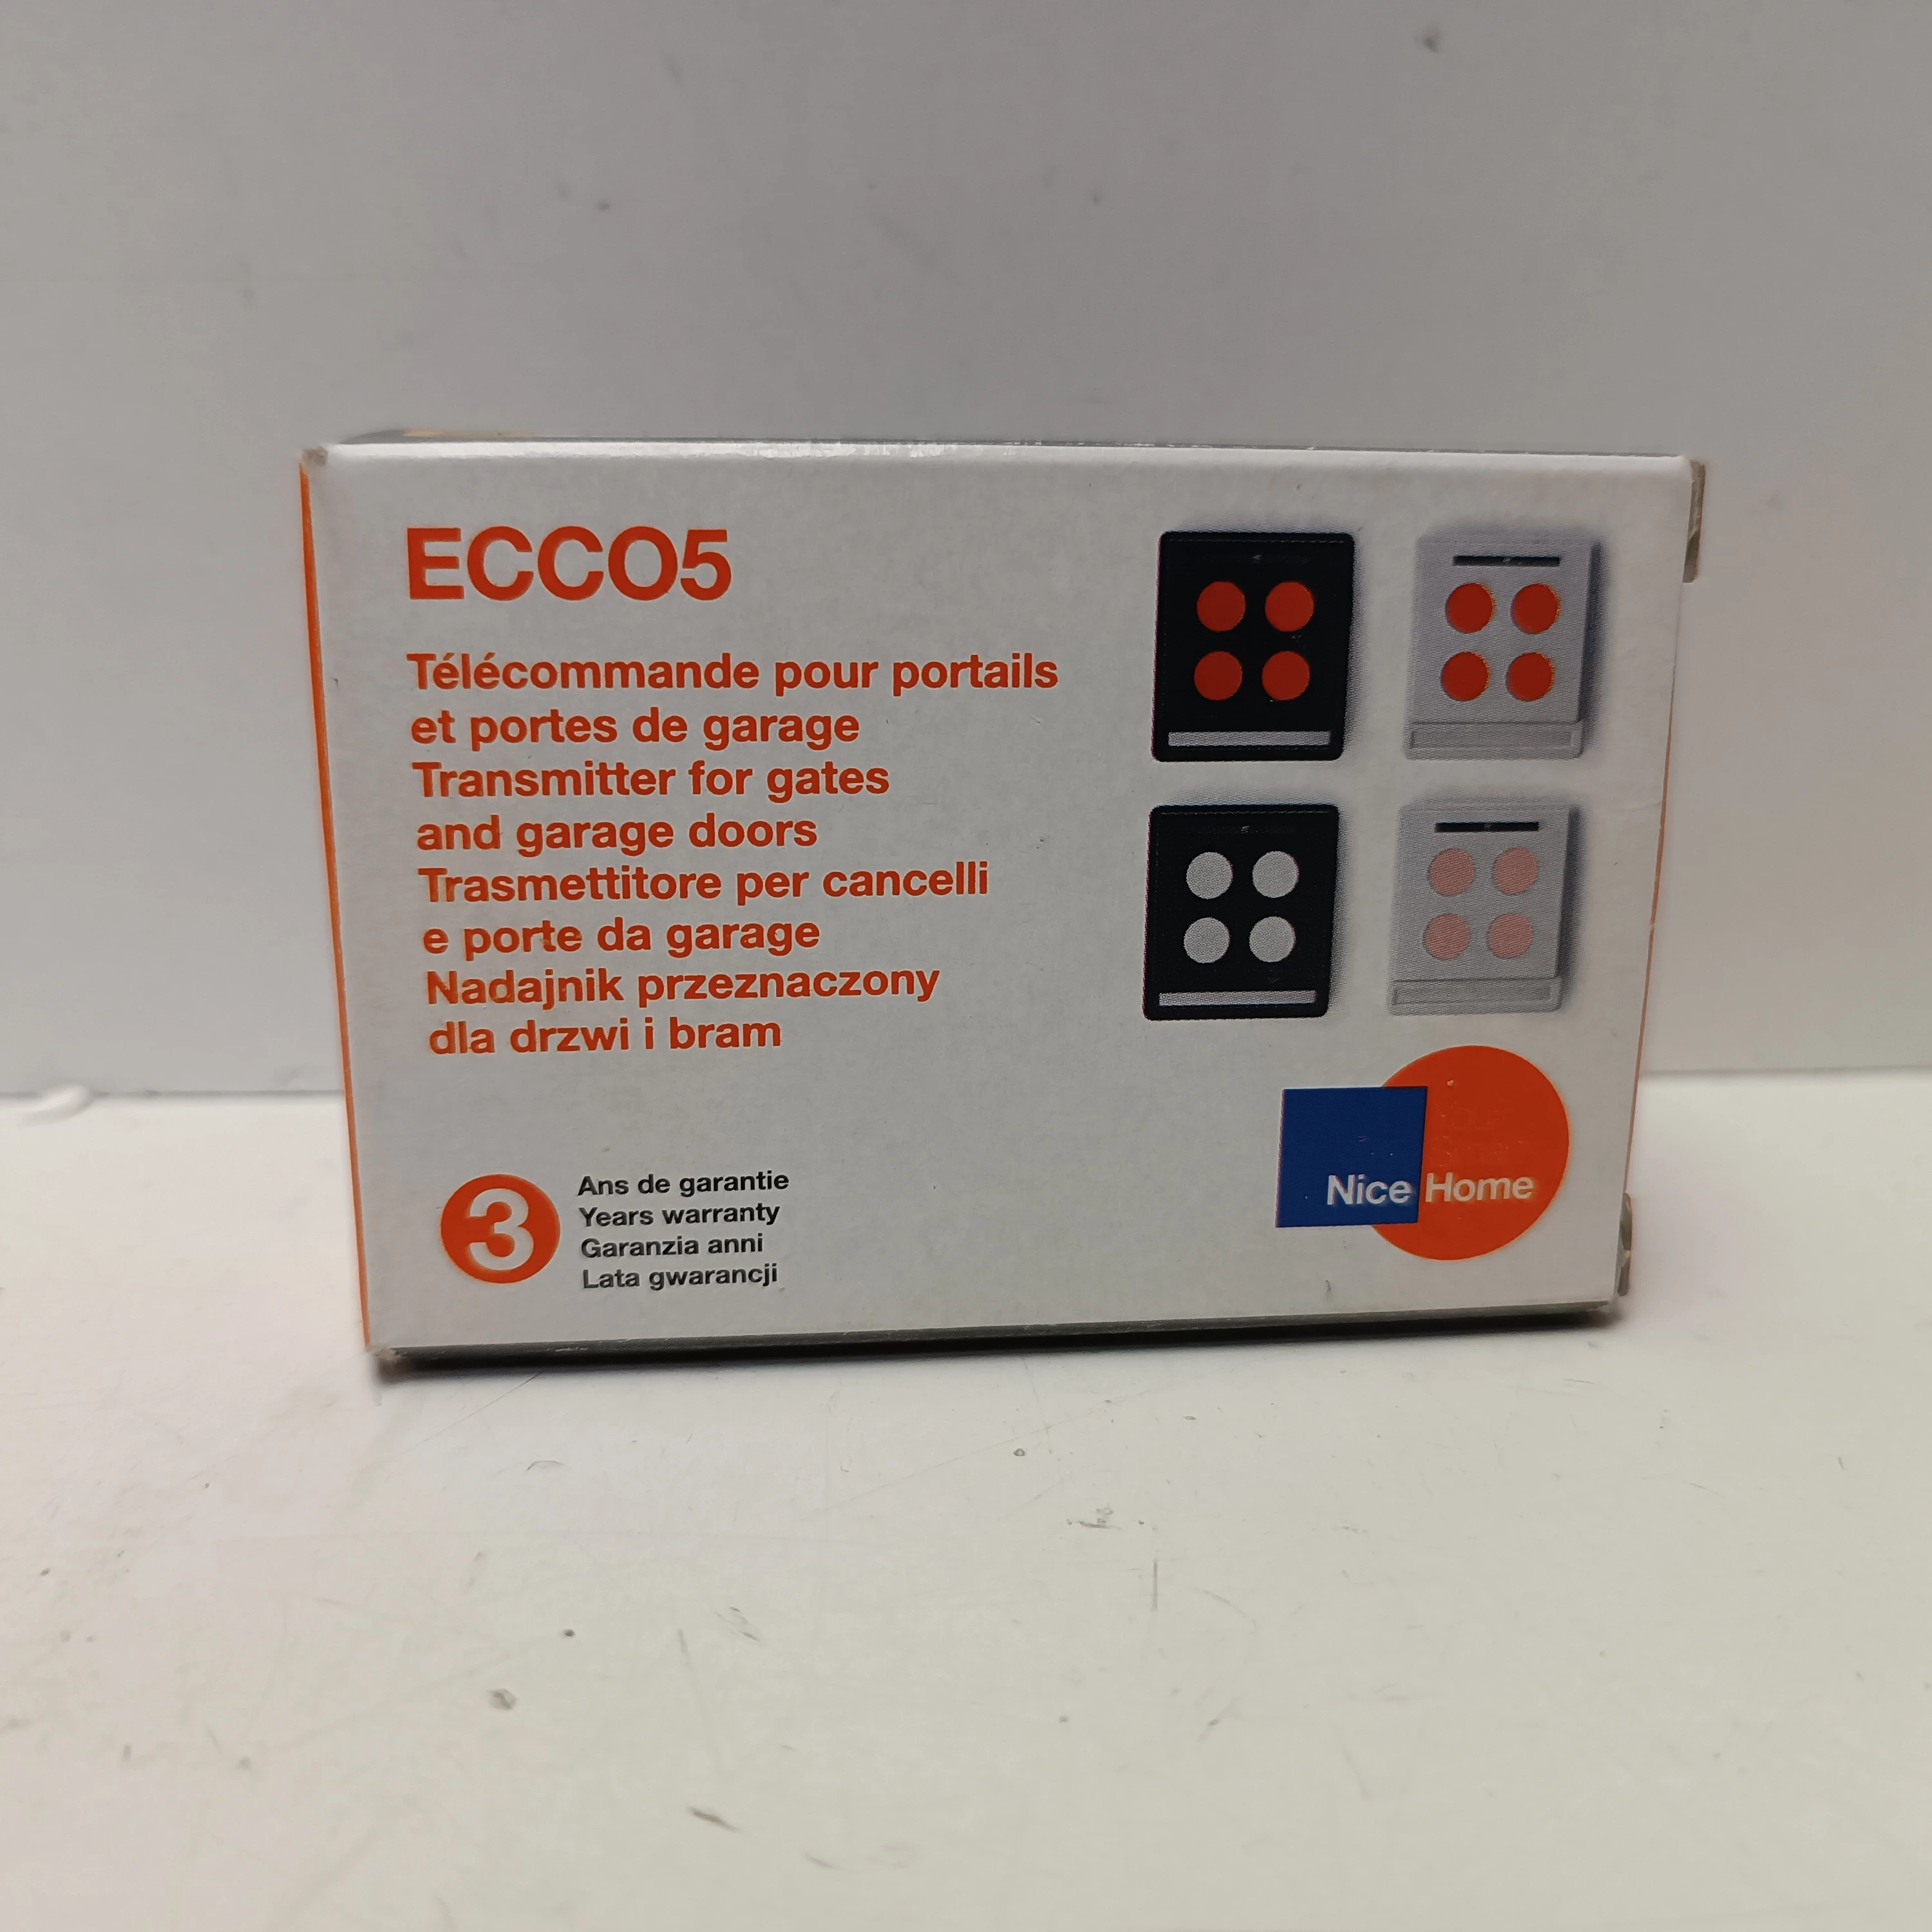 ECCO5
Télécommande pour portails
et portes de garage
Transmitter for gates
and garage doors
Trasmettitore per cancelli
e porte da garage
Nadajnik przeznaczony
dla drzwi i bram
3
Ans de garantie
Years warranty
Garanzia anni
Lata gwarancji
Nice Home